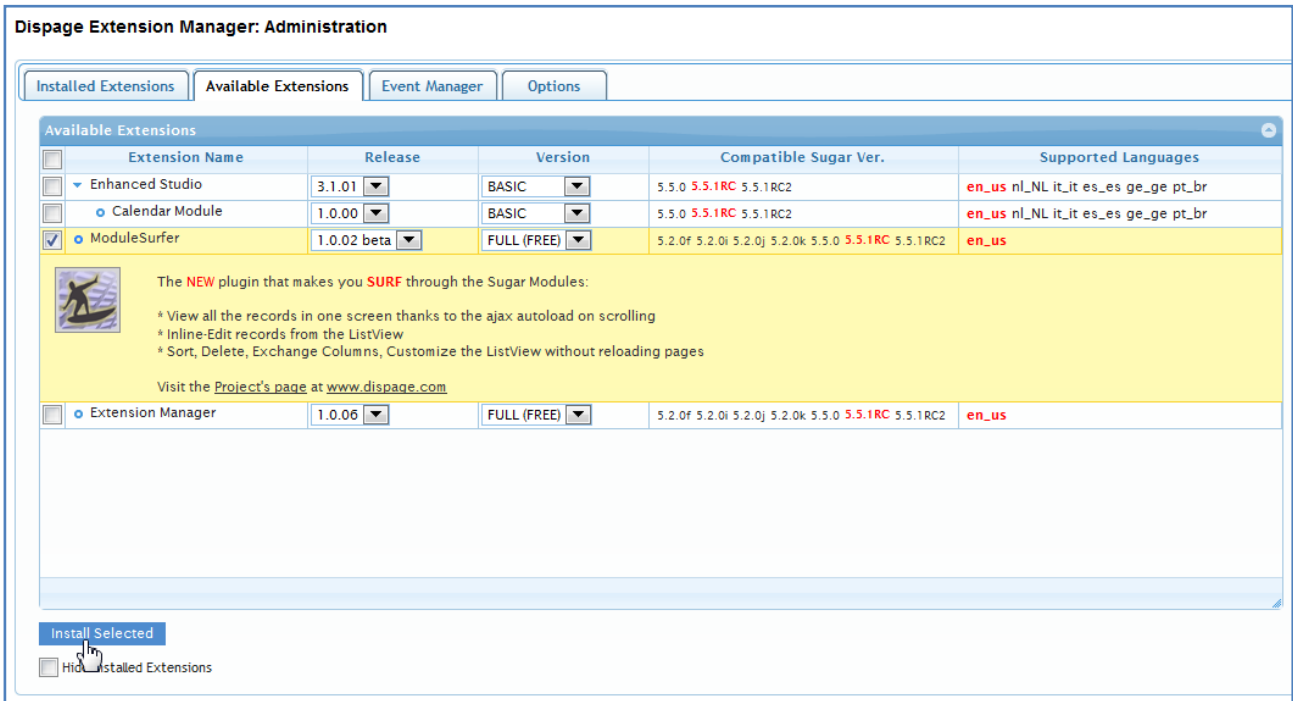 Dispage Extension Manager: Administration
Installed Extensions Available Extensions Event Manager Options
Available Extensions
Extension Name Release Version Compatible Sugar Ver. Supported Languages
Enhanced Studio 3.1.01 BASIC 5.5.0 5.5.1RC 5.5.1RC2 en_us nl_NL it_it es_es ge_ge pt_br
Calendar Module 1.0.00 BASIC 5.5.0 5.5.1RC 5.5.1RC2 en_us nl_NL it_it es_es ge_ge pt_br
ModuleSurfer 1.0.02 beta FULL (FREE) 5.2.0f 5.2.0i 5.2.0j 5.2.0k 5.5.0 5.5.1RC 5.5.1RC2 en_us
The NEW plugin that makes you SURF through the Sugar Modules:
* View all the records in one screen thanks to the ajax autoload on scrolling
* Inline-Edit records from the ListView
* Sort, Delete, Exchange Columns, Customize the ListView without reloading pages
Visit the Project's page at www.dispage.com
Extension Manager 1.0.06 FULL (FREE) 5.2.0f 5.2.0i 5.2.0j 5.2.0k 5.5.0 5.5.1RC 5.5.1RC2 en_us
Install Selected
Hide Installed Extensions